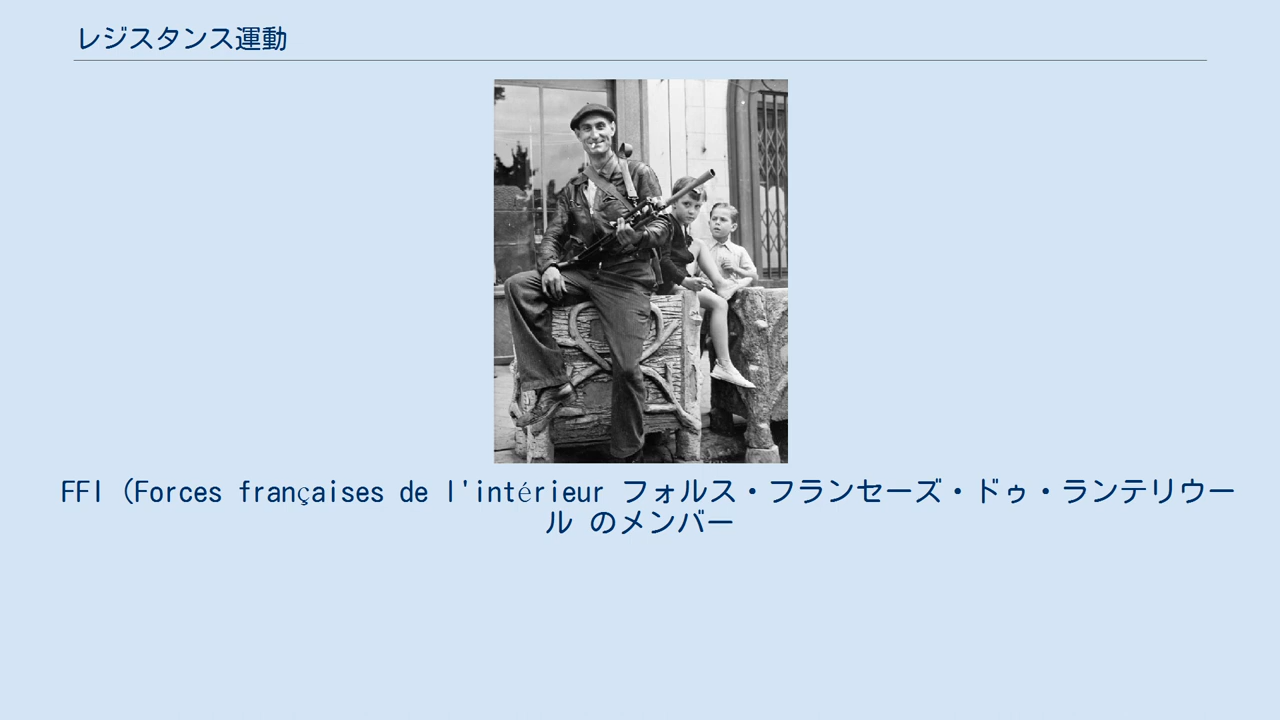 レジスタンス運動
FFI (Forces françaises de l'intérieur フォルス・フランセーズ・ドゥ・ランテリウー
ル のメンバー